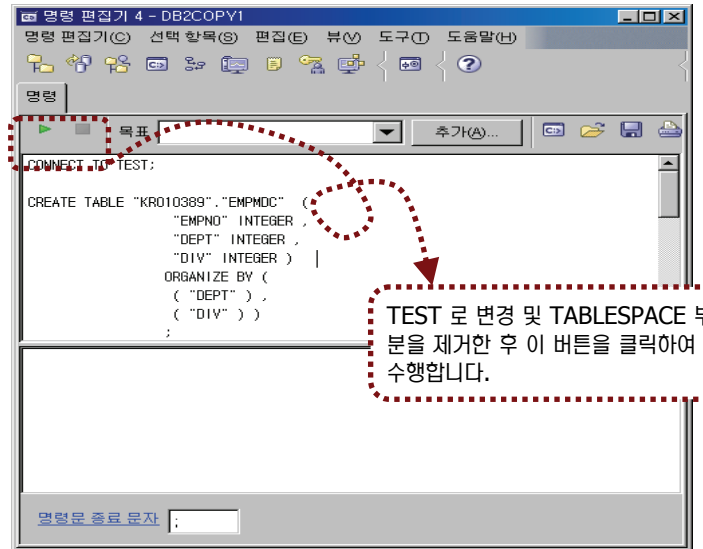 명령 편집기 4 - DB2COPY1
명령 편집기(C) 선택 항목(S) 편집(E) 뷰(V) 도구(T) 도움말(H)
명령
목표 추가(A)...
CONNECT TO TEST;
CREATE TABLE "KR010389"."EMPMDC" (
"EMPNO" INTEGER ,
"DEPT" INTEGER ,
"DIV" INTEGER )
ORGANIZE BY (
( "DEPT" ) ,
( "DIV" ) )
;
TEST 로 변경 및 TABLESPACE 부
분을 제거한 후 이 버튼을 클릭하여
수행합니다.
명령문 종료 문자 ;